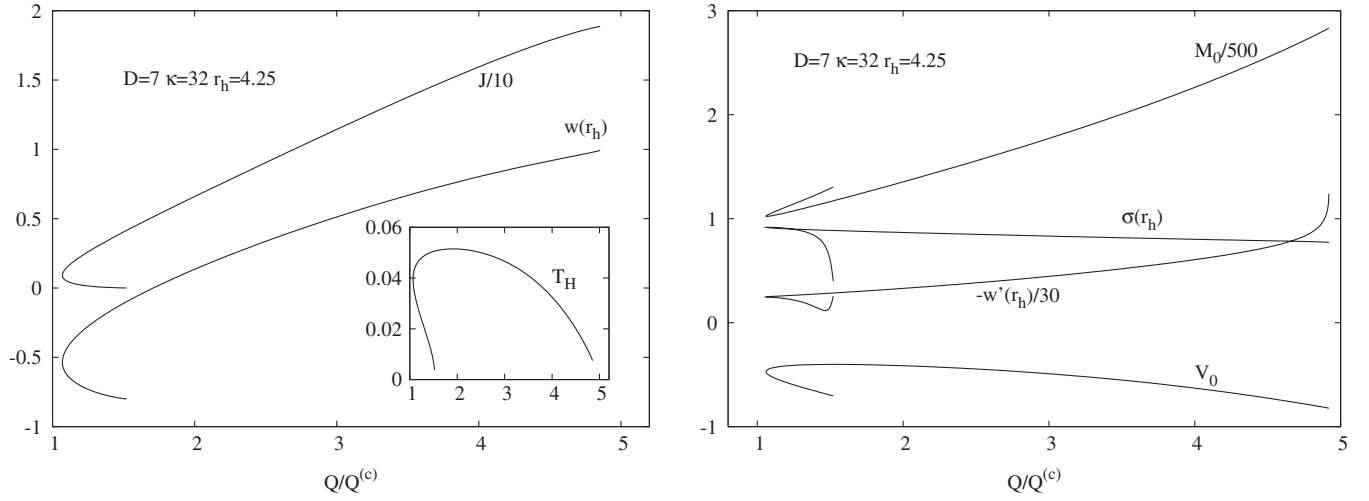 2
1.5
1
0.5
0
-0.5
-1
D=7 κ=32 r_h=4.25
J/10
w(r_h)
0.06
0.04
0.02
0
T_H
1 2 3 4 5
1 2 3 4 5
Q/Q^(c)
3
2
1
0
-1
D=7 κ=32 r_h=4.25
M_0/500
σ(r_h)
-w'(r_h)/30
V_0
1 2 3 4 5
Q/Q^(c)